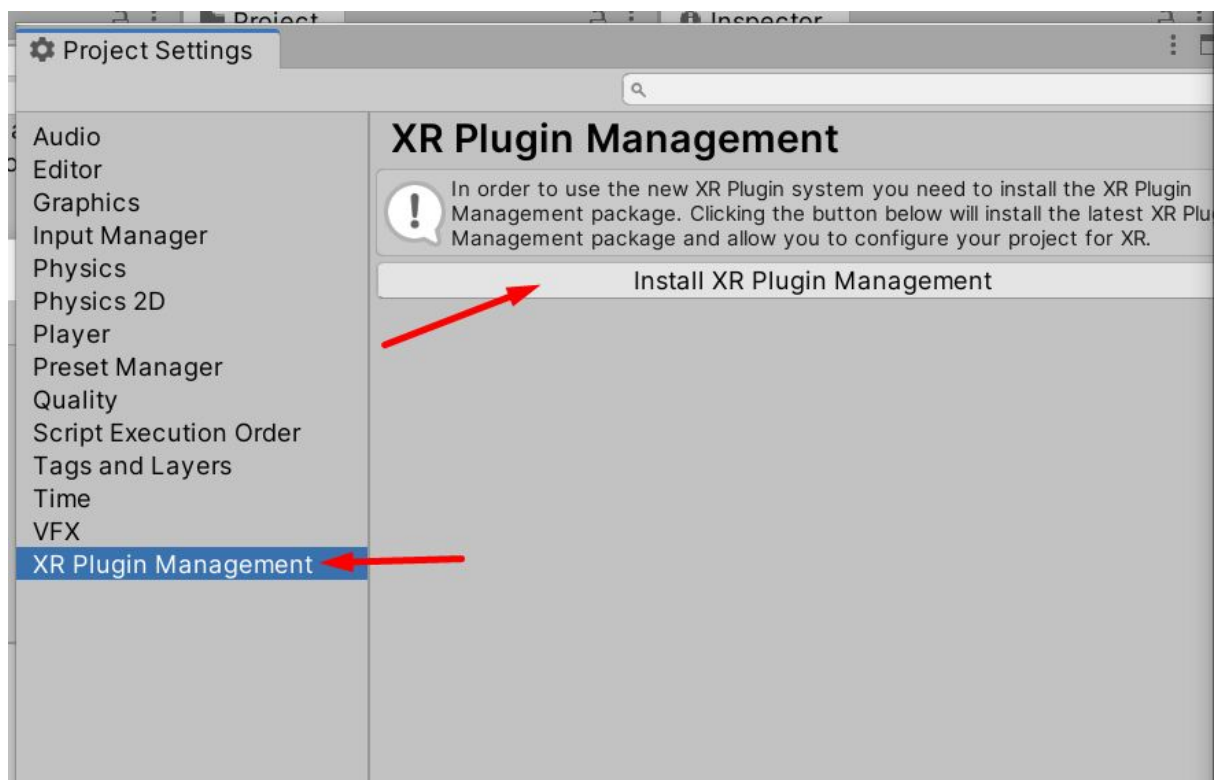 Project
Inspector
Project Settings
Audio
Editor
Graphics
Input Manager
Physics
Physics 2D
Player
Preset Manager
Quality
Script Execution Order
Tags and Layers
Time
VFX
XR Plugin Management
XR Plugin Management
In order to use the new XR Plugin system you need to install the XR Plugin
Management package. Clicking the button below will install the latest XR Plu
Management package and allow you to configure your project for XR.
Install XR Plugin Management